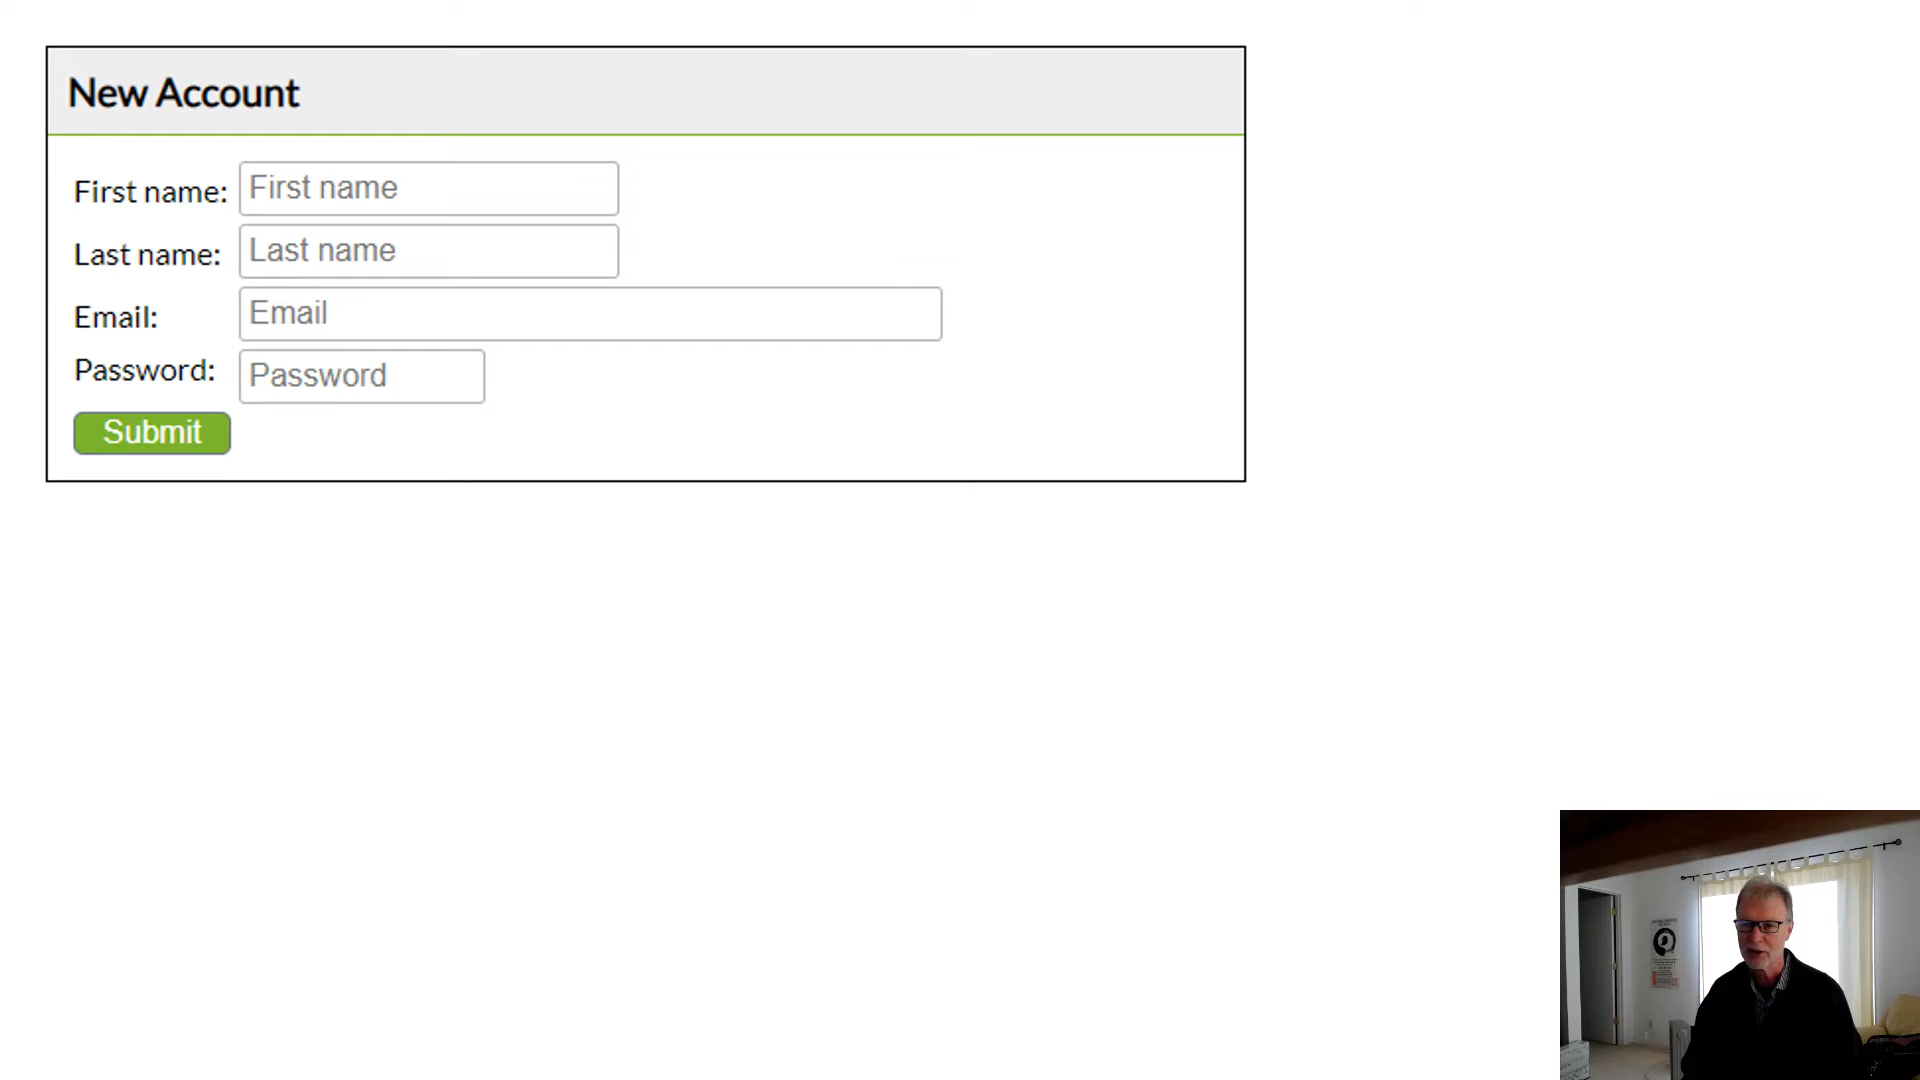 New Account
First name: First name
Last name: Last name
Email: Email
Password: Password
Submit